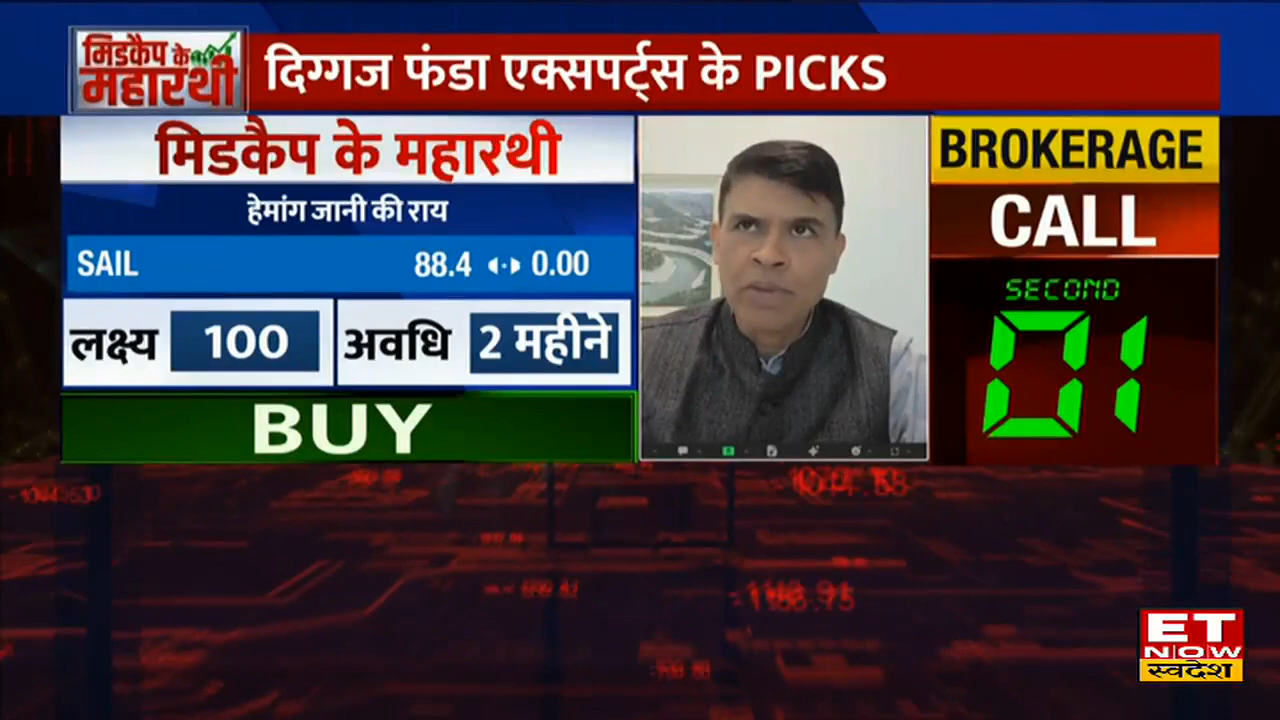 मिडकैप के महारथी
दिग्गज फंडा एक्सपर्ट्स के PICKS
मिडकैप के महारथी
हेमांग जानी की राय
SAIL 88.4 0.00
लक्ष्य 100 अवधि 2 महीने
BUY
BROKERAGE
CALL
SECOND
01
ET
NOW
स्वदेश